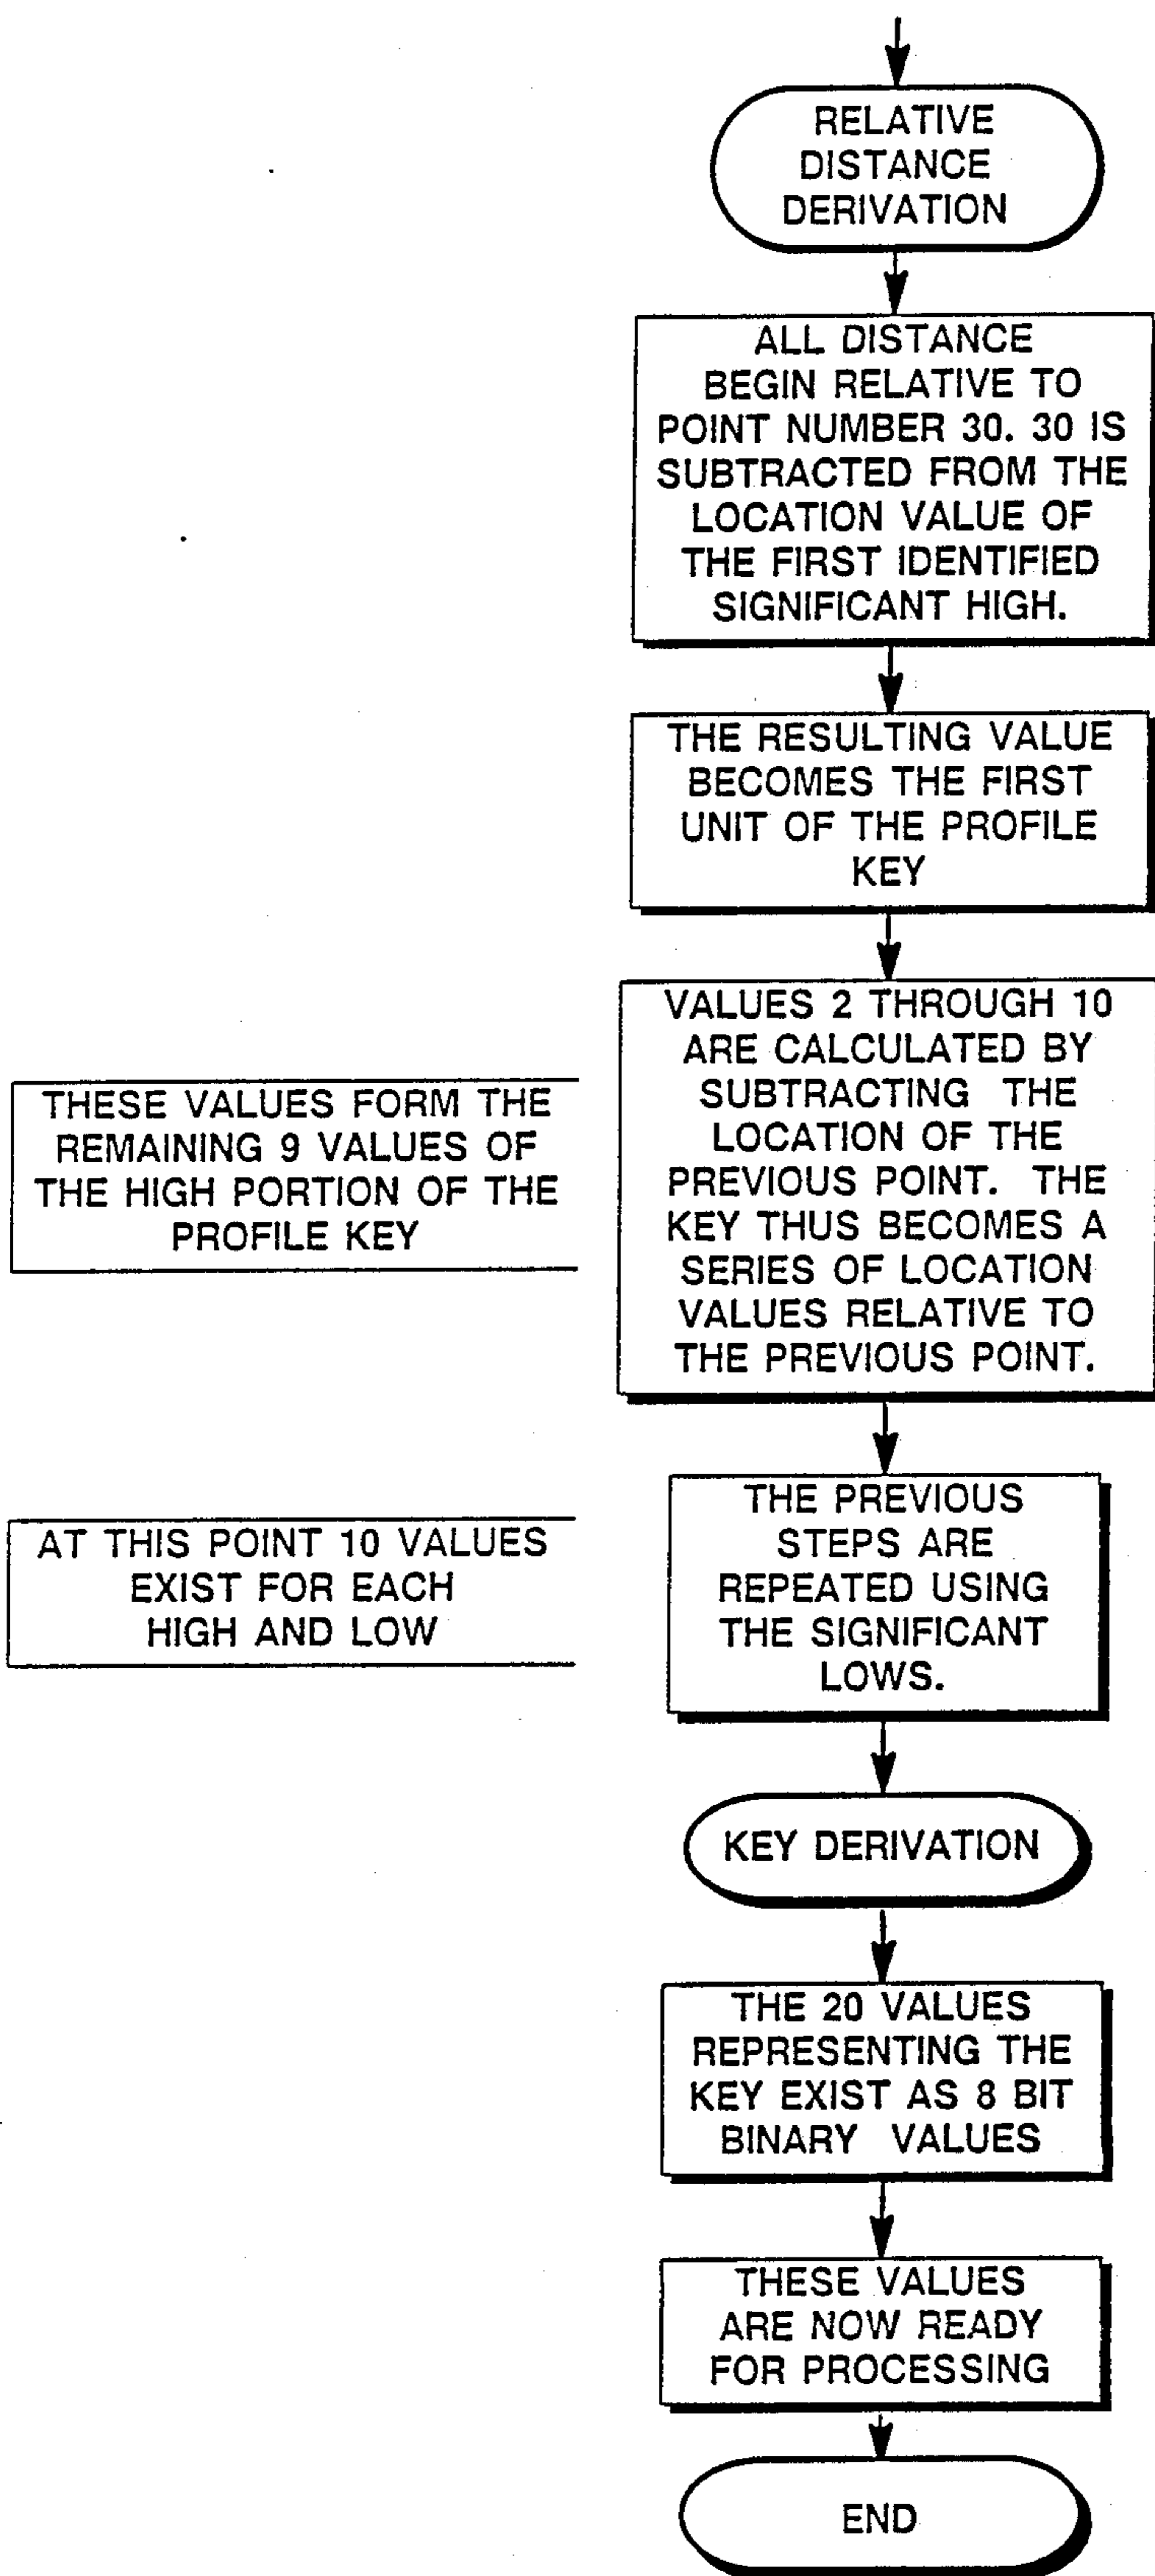 RELATIVE
DISTANCE
DERIVATION
ALL DISTANCE
BEGIN RELATIVE TO
POINT NUMBER 30. 30 IS
SUBTRACTED FROM THE
LOCATION VALUE OF
THE FIRST IDENTIFIED
SIGNIFICANT HIGH.
THE RESULTING VALUE
BECOMES THE FIRST
UNIT OF THE PROFILE
KEY
VALUES 2 THROUGH 10
ARE CALCULATED BY
SUBTRACTING THE
LOCATION OF THE
PREVIOUS POINT. THE
KEY THUS BECOMES A
SERIES OF LOCATION
VALUES RELATIVE TO
THE PREVIOUS POINT.
THESE VALUES FORM THE
REMAINING 9 VALUES OF
THE HIGH PORTION OF THE
PROFILE KEY
THE PREVIOUS
STEPS ARE
REPEATED USING
THE SIGNIFICANT
LOWS.
AT THIS POINT 10 VALUES
EXIST FOR EACH
HIGH AND LOW
KEY DERIVATION
THE 20 VALUES
REPRESENTING THE
KEY EXIST AS 8 BIT
BINARY VALUES
THESE VALUES
ARE NOW READY
FOR PROCESSING
END